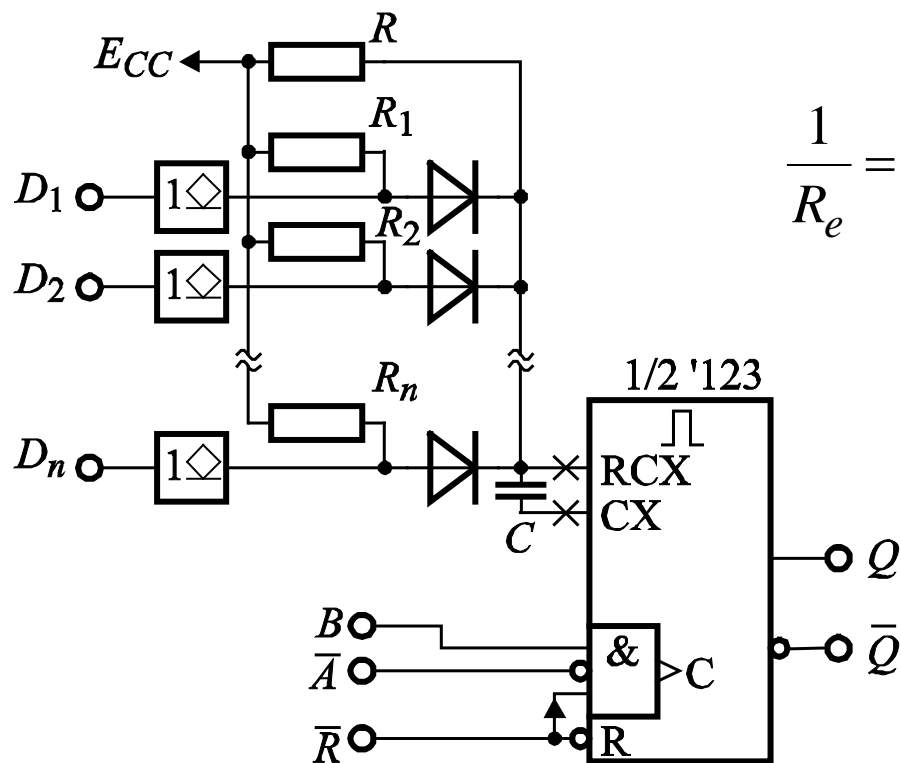 R
E_CC
R_1
1/R_e =
D_1
1◇
R_2
D_2
1◇
R_n
1/2 '123
D_n
1◇
RCX
CX
C
Q
B
&
A̅
C
Q̅
R̅
R